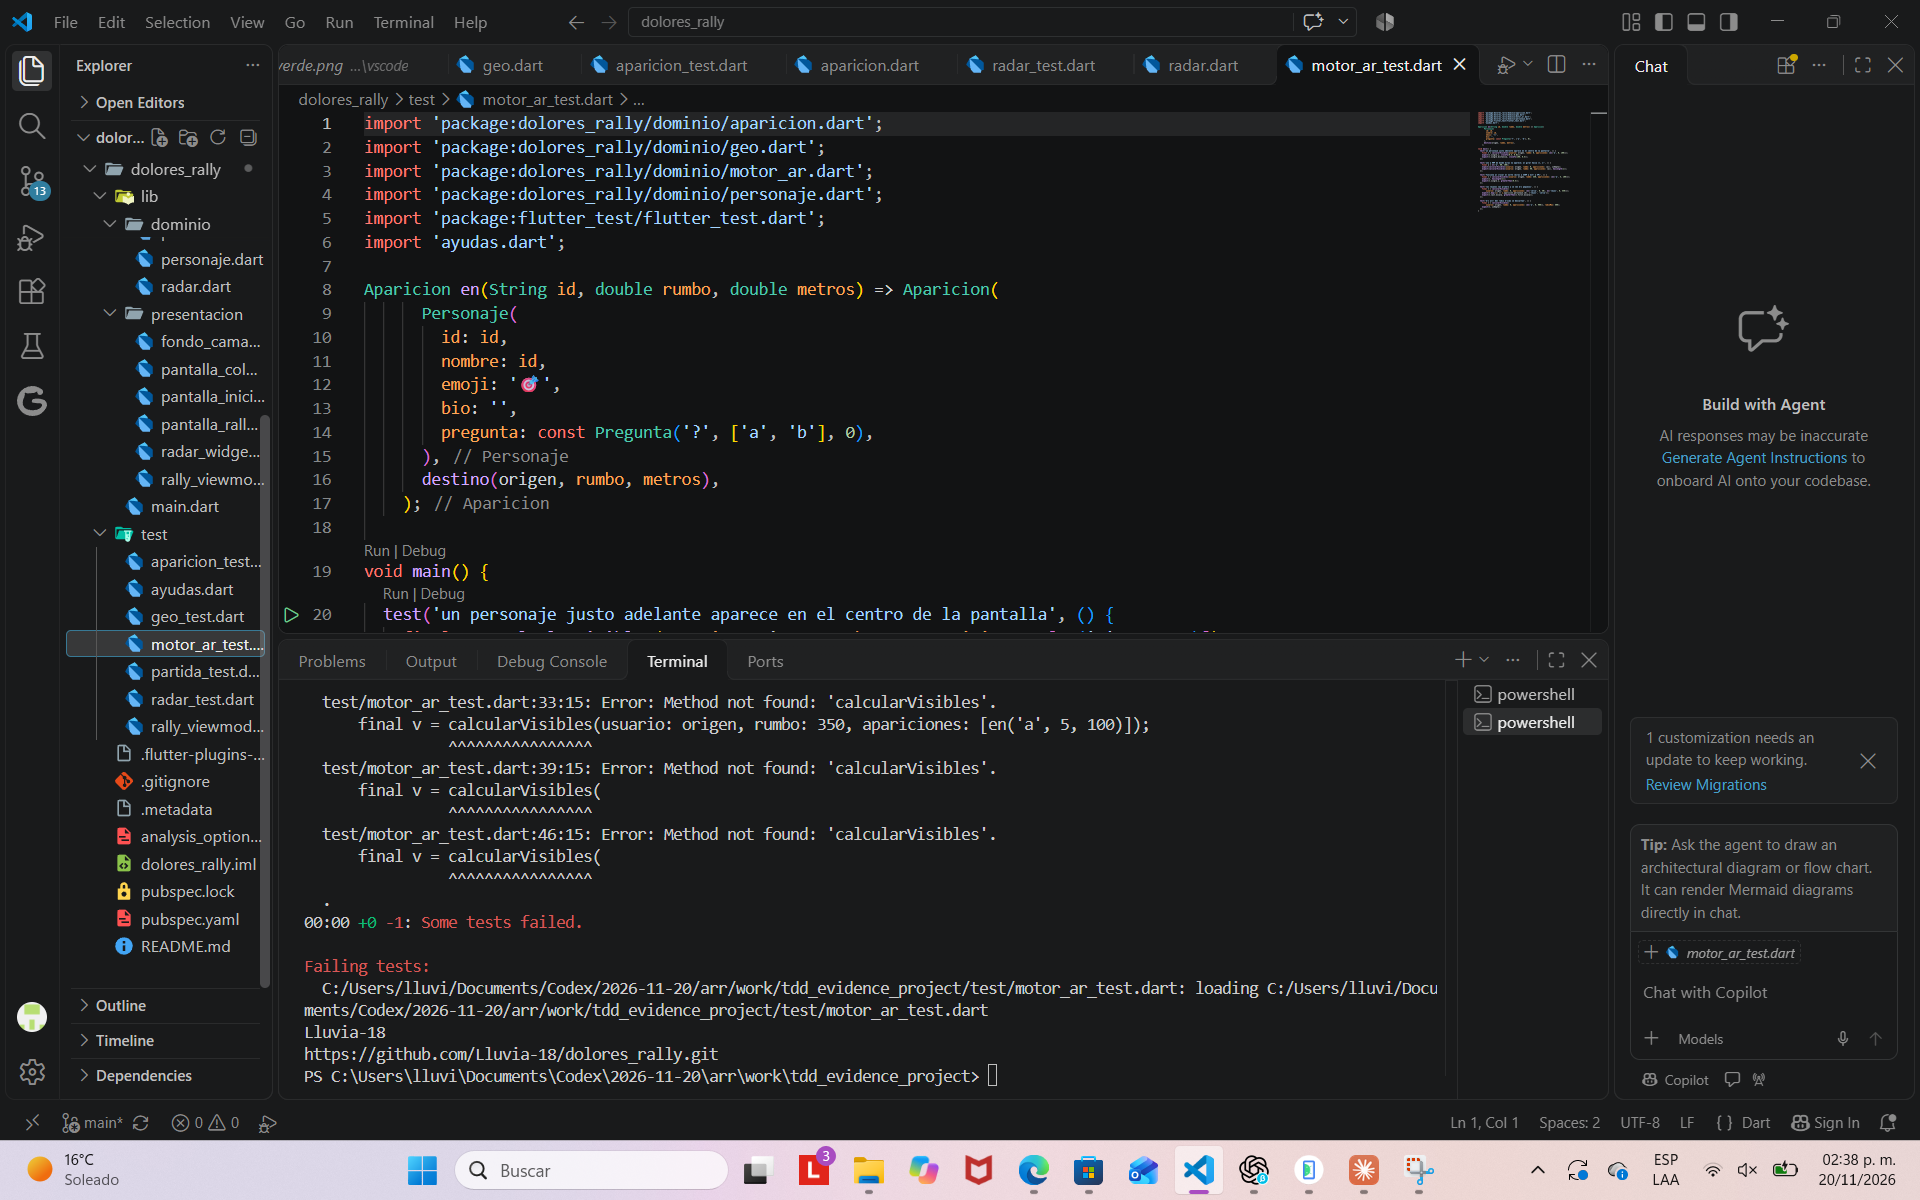 File Edit Selection View Go Run Terminal Help
dolores_rally
Explorer
Open Editors
dolor...
dolores_rally
lib
dominio
personaje.dart
radar.dart
presentacion
fondo_cama...
pantalla_col...
pantalla_inici...
pantalla_rall...
radar_widge...
rally_viewmo...
main.dart
test
aparicion_test...
ayudas.dart
geo_test.dart
motor_ar_test....
partida_test.d...
radar_test.dart
rally_viewmod...
.flutter-plugins-...
.gitignore
.metadata
analysis_option...
dolores_rally.iml
pubspec.lock
pubspec.yaml
README.md
Outline
Timeline
Dependencies
13
verde.png ...\vscode
geo.dart
aparicion_test.dart
aparicion.dart
radar_test.dart
radar.dart
motor_ar_test.dart
dolores_rally > test > motor_ar_test.dart > ...
1 import 'package:dolores_rally/dominio/aparicion.dart';
2 import 'package:dolores_rally/dominio/geo.dart';
3 import 'package:dolores_rally/dominio/motor_ar.dart';
4 import 'package:dolores_rally/dominio/personaje.dart';
5 import 'package:flutter_test/flutter_test.dart';
6 import 'ayudas.dart';
7
8 Aparicion en(String id, double rumbo, double metros) => Aparicion(
9 Personaje(
10 id: id,
11 nombre: id,
12 emoji: '🎯',
13 bio: '',
14 pregunta: const Pregunta('?', ['a', 'b'], 0),
15 ), // Personaje
16 destino(origen, rumbo, metros),
17 ); // Aparicion
18
Run | Debug
19 void main() {
Run | Debug
20 test('un personaje justo adelante aparece en el centro de la pantalla', () {
Problems Output Debug Console Terminal Ports
test/motor_ar_test.dart:33:15: Error: Method not found: 'calcularVisibles'.
final v = calcularVisibles(usuario: origen, rumbo: 350, apariciones: [en('a', 5, 100)]);
^^^^^^^^^^^^^^^^
test/motor_ar_test.dart:39:15: Error: Method not found: 'calcularVisibles'.
final v = calcularVisibles(
^^^^^^^^^^^^^^^^
test/motor_ar_test.dart:46:15: Error: Method not found: 'calcularVisibles'.
final v = calcularVisibles(
^^^^^^^^^^^^^^^^
.
00:00 +0 -1: Some tests failed.
Failing tests:
C:/Users/lluvi/Documents/Codex/2026-11-20/arr/work/tdd_evidence_project/test/motor_ar_test.dart: loading C:/Users/lluvi/Docu
ments/Codex/2026-11-20/arr/work/tdd_evidence_project/test/motor_ar_test.dart
Lluvia-18
https://github.com/Lluvia-18/dolores_rally.git
PS C:\Users\lluvi\Documents\Codex\2026-11-20\arr\work\tdd_evidence_project>
powershell
powershell
Chat
Build with Agent
AI responses may be inaccurate
Generate Agent Instructions to
onboard AI onto your codebase.
1 customization needs an
update to keep working.
Review Migrations
Tip: Ask the agent to draw an
architectural diagram or flow chart.
It can render Mermaid diagrams
directly in chat.
motor_ar_test.dart
Chat with Copilot
Models
Copilot
main* 0 0
Ln 1, Col 1 Spaces: 2 UTF-8 LF { } Dart Sign In
16°C
Soleado
Buscar
L
3
ESP
LAA
02:38 p. m.
20/11/2026